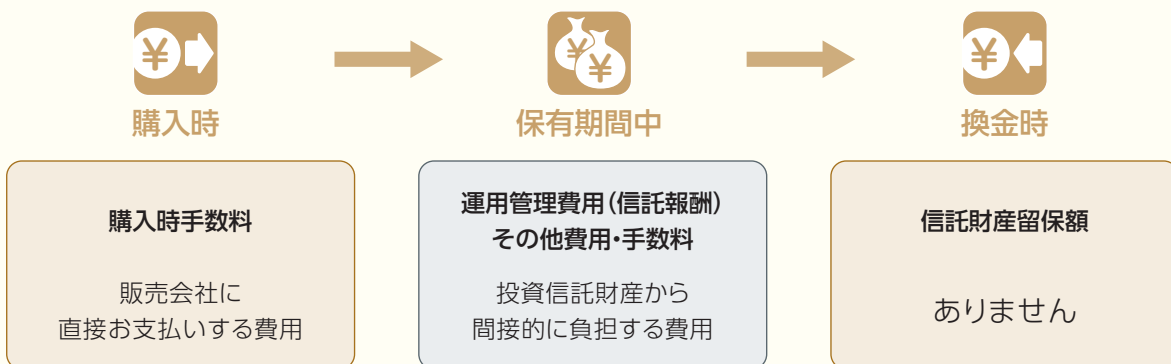 購入時
保有期間中
換金時
購入時手数料
販売会社に
直接お支払いする費用
運用管理費用(信託報酬)
その他費用・手数料
投資信託財産から
間接的に負担する費用
信託財産留保額
ありません